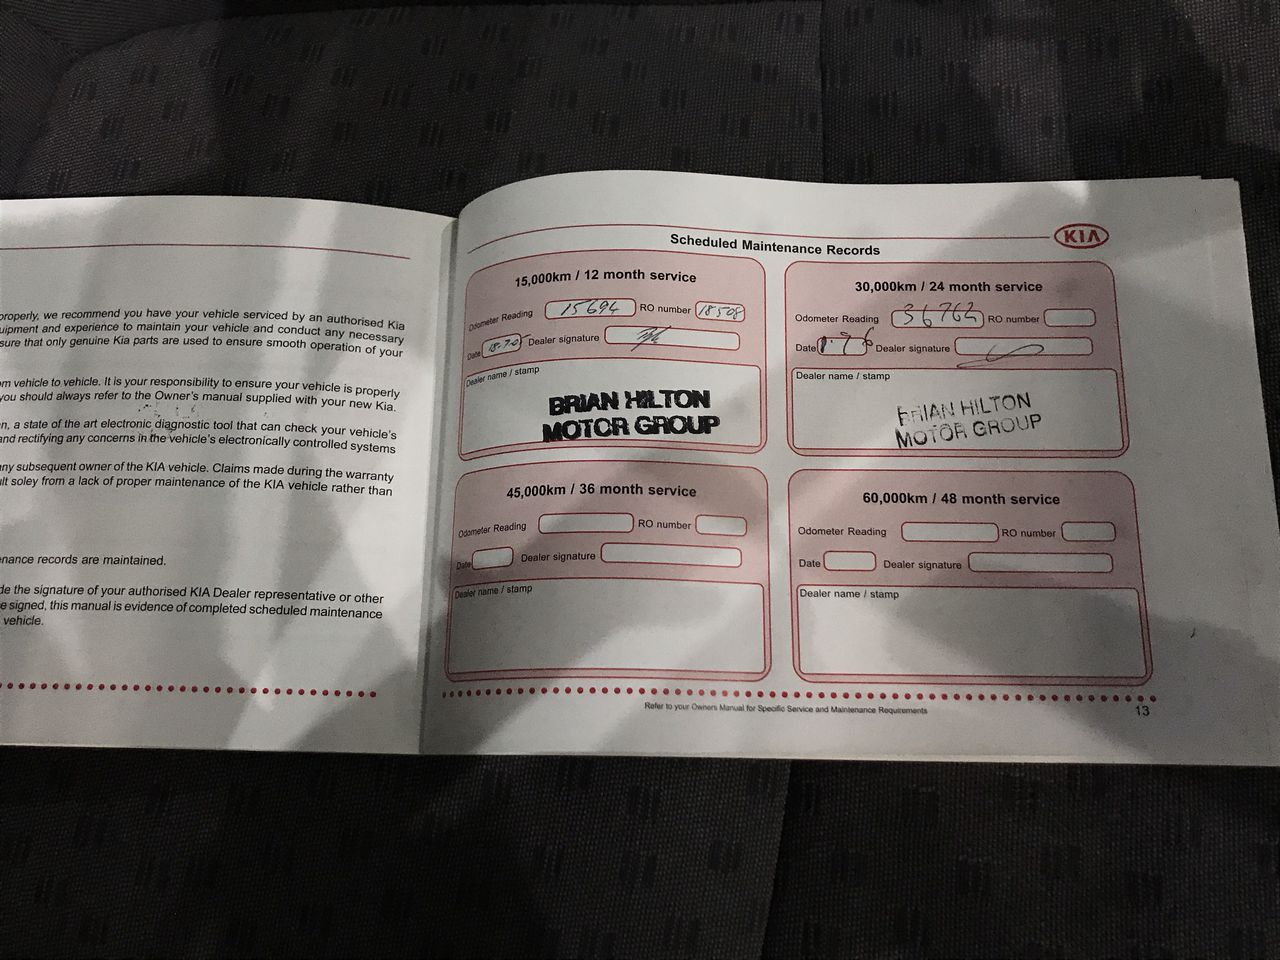 properly, we recommend you have your vehicle serviced by an authorised Kia
uipment and experience to maintain your vehicle and conduct any necessary
sure that only genuine Kia parts are used to ensure smooth operation of your
om vehicle to vehicle. It is your responsibility to ensure your vehicle is properly
you should always refer to the Owner's manual supplied with your new Kia.
n, a state of the art electronic diagnostic tool that can check your vehicle's
and rectifying any concerns in the vehicle's electronically controlled systems
any subsequent owner of the KIA vehicle. Claims made during the warranty
ult soley from a lack of proper maintenance of the KIA vehicle rather than
enance records are maintained.
de the signature of your authorised KIA Dealer representative or other
e signed, this manual is evidence of completed scheduled maintenance
vehicle.
KIA
Scheduled Maintenance Records
15,000km / 12 month service
Odometer Reading 15694 RO number 18508
Date 18.7.0 Dealer signature
Dealer name / stamp
BRIAN HILTON
MOTOR GROUP
30,000km / 24 month service
Odometer Reading 36762 RO number
Date Dealer signature
Dealer name / stamp
BRIAN HILTON
MOTOR GROUP
45,000km / 36 month service
Odometer Reading RO number
Date Dealer signature
Dealer name / stamp
60,000km / 48 month service
Odometer Reading RO number
Date Dealer signature
Dealer name / stamp
Refer to your Owners Manual for Specific Service and Maintenance Requirements
13